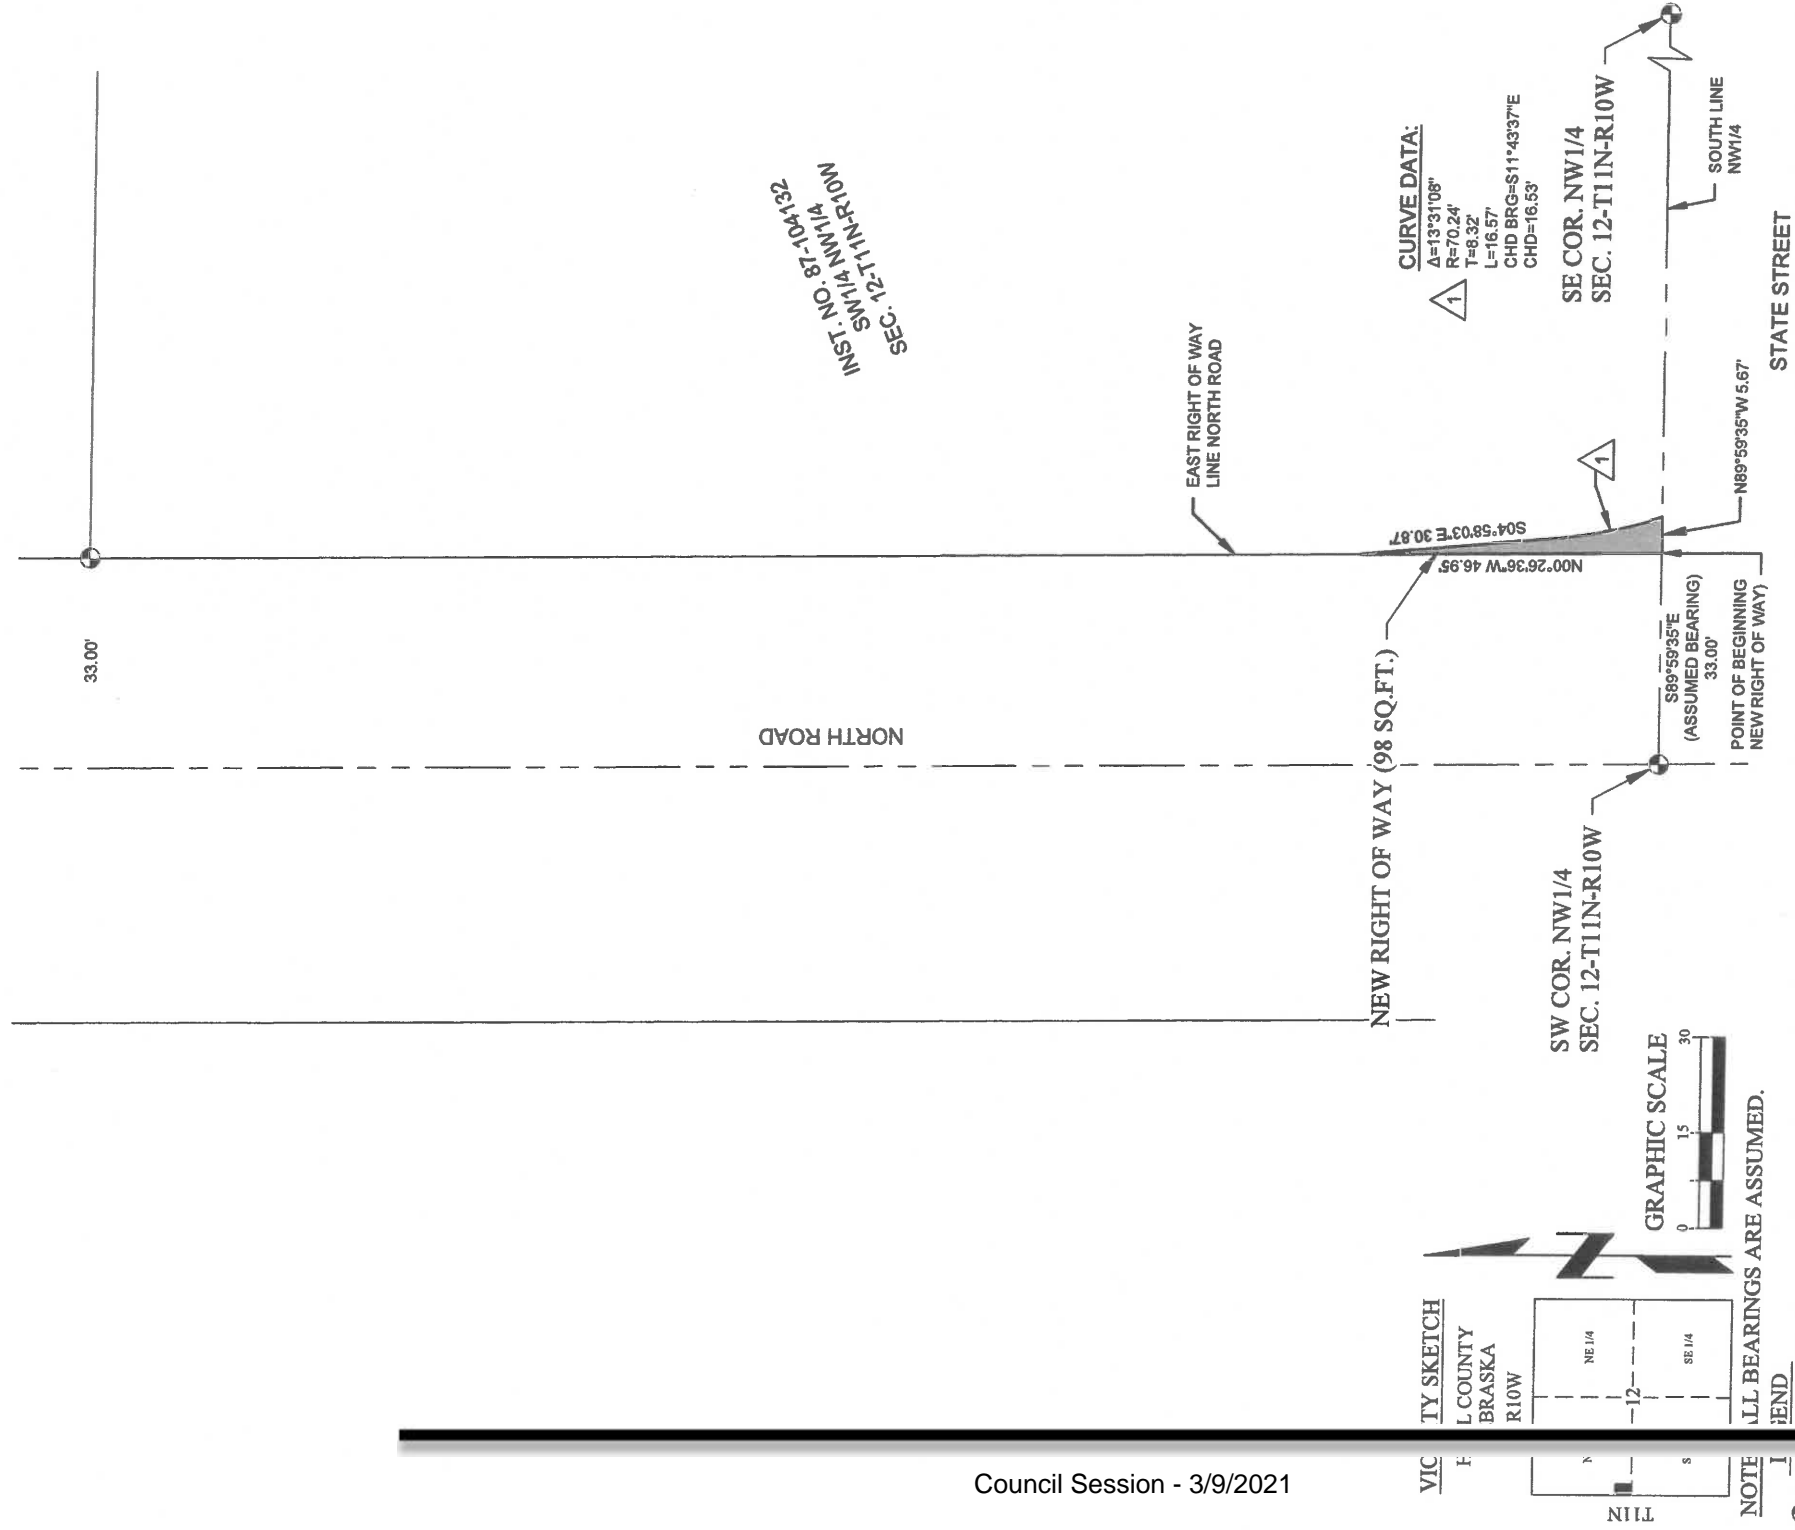 33.00'
NORTH ROAD
INST. NO. 87-104132
SW1/4 NW1/4
SEC. 12-T11N-R10W
EAST RIGHT OF WAY
LINE NORTH ROAD
CURVE DATA:
1
Δ=13°31'08"
R=70.24'
T=8.32'
L=16.57'
CHD BRG=S11°43'37"E
CHD=16.53'
SE COR. NW1/4
SEC. 12-T11N-R10W
SOUTH LINE
NW1/4
STATE STREET
S04°58'03"E 30.87'
N00°26'36"W 46.95'
1
N89°59'35"W 5.67'
NEW RIGHT OF WAY (98 SQ.FT.)
S89°59'35"E
(ASSUMED BEARING)
33.00'
POINT OF BEGINNING
NEW RIGHT OF WAY)
SW COR. NW1/4
SEC. 12-T11N-R10W
GRAPHIC SCALE
0 15 30
VIC TY SKETCH
L COUNTY
BRASKA
R10W
NE 1/4
12
SE 1/4
N
S
T11N
NOTE ALL BEARINGS ARE ASSUMED.
END
Council Session - 3/9/2021